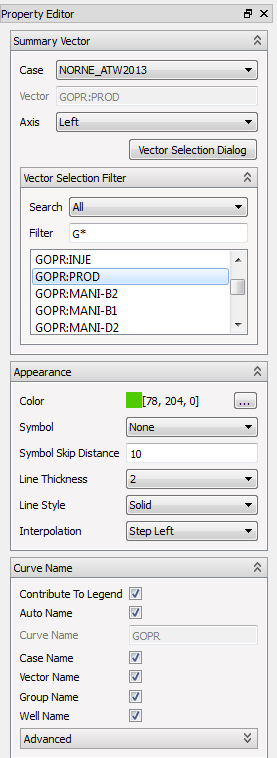 Property Editor
Summary Vector
Case NORNE_ATW2013
Vector GOPR:PROD
Axis Left
Vector Selection Dialog
Vector Selection Filter
Search All
Filter G*
GOPR:INJE
GOPR:PROD
GOPR:MANI-B2
GOPR:MANI-B1
GOPR:MANI-D2
Appearance
Color [78, 204, 0] ...
Symbol None
Symbol Skip Distance 10
Line Thickness 2
Line Style Solid
Interpolation Step Left
Curve Name
Contribute To Legend
Auto Name
Curve Name GOPR
Case Name
Vector Name
Group Name
Well Name
Advanced